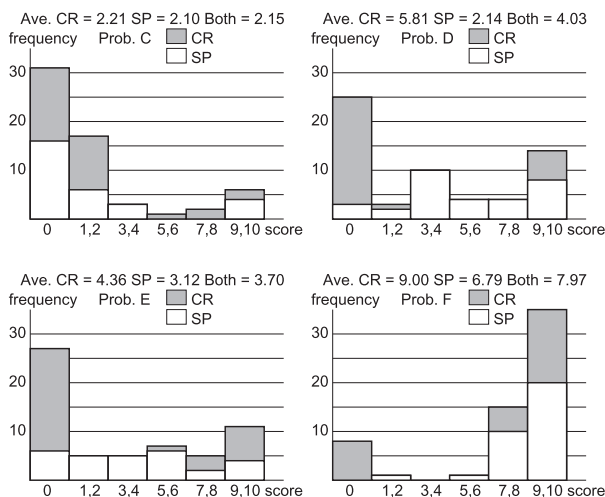 Ave. CR = 2.21 SP = 2.10 Both = 2.15
frequency Prob. C CR
SP
30
20
10
0 1,2 3,4 5,6 7,8 9,10 score
Ave. CR = 5.81 SP = 2.14 Both = 4.03
frequency Prob. D CR
SP
30
20
10
0 1,2 3,4 5,6 7,8 9,10 score
Ave. CR = 4.36 SP = 3.12 Both = 3.70
frequency Prob. E CR
SP
30
20
10
0 1,2 3,4 5,6 7,8 9,10 score
Ave. CR = 9.00 SP = 6.79 Both = 7.97
frequency Prob. F CR
SP
30
20
10
0 1,2 3,4 5,6 7,8 9,10 score